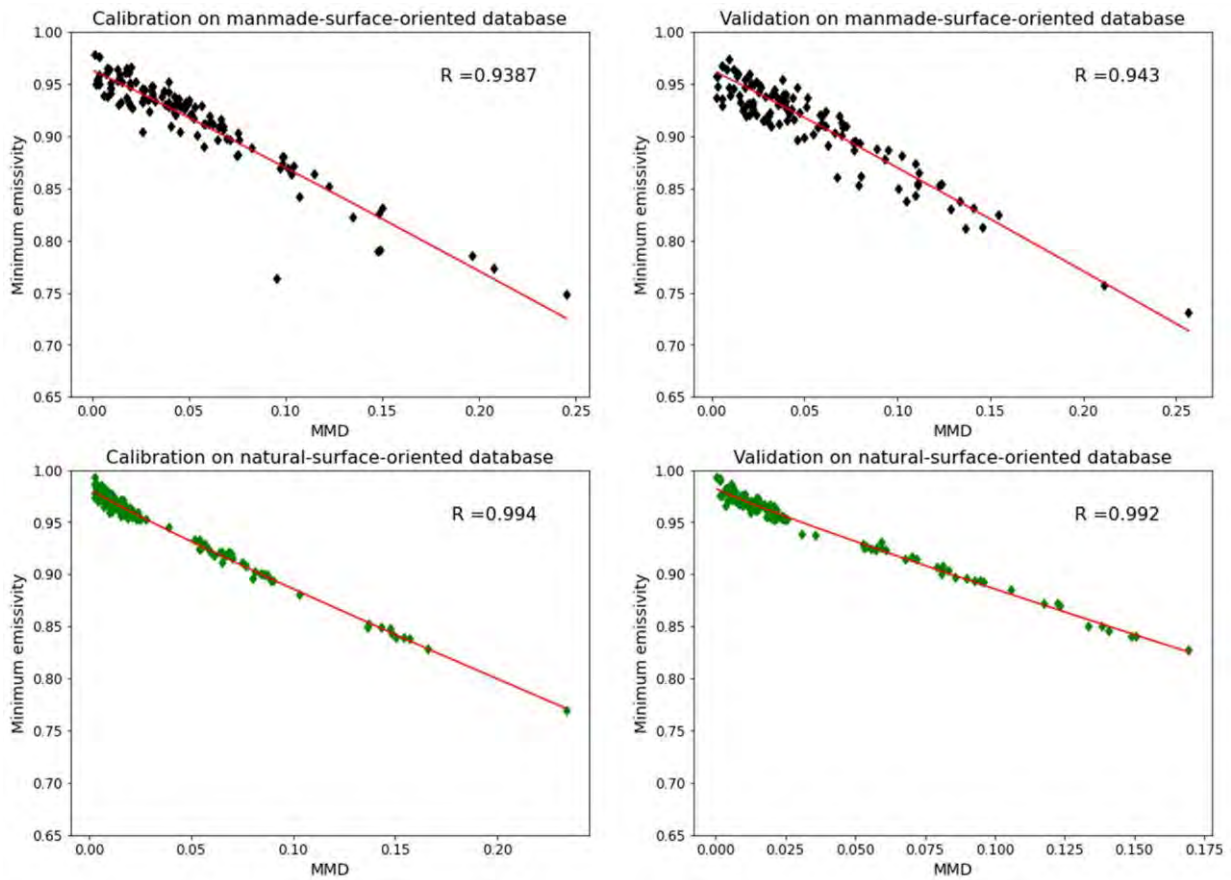 Calibration on manmade-surface-oriented database
1.00
0.95
0.90
0.85
0.80
0.75
0.70
0.65
Minimum emissivity
R =0.9387
0.00 0.05 0.10 0.15 0.20 0.25
MMD
Validation on manmade-surface-oriented database
1.00
0.95
0.90
0.85
0.80
0.75
0.70
0.65
Minimum emissivity
R =0.943
0.00 0.05 0.10 0.15 0.20 0.25
MMD
Calibration on natural-surface-oriented database
1.00
0.95
0.90
0.85
0.80
0.75
0.70
0.65
Minimum emissivity
R =0.994
0.00 0.05 0.10 0.15 0.20
MMD
Validation on natural-surface-oriented database
1.00
0.95
0.90
0.85
0.80
0.75
0.70
0.65
Minimum emissivity
R =0.992
0.000 0.025 0.050 0.075 0.100 0.125 0.150 0.175
MMD